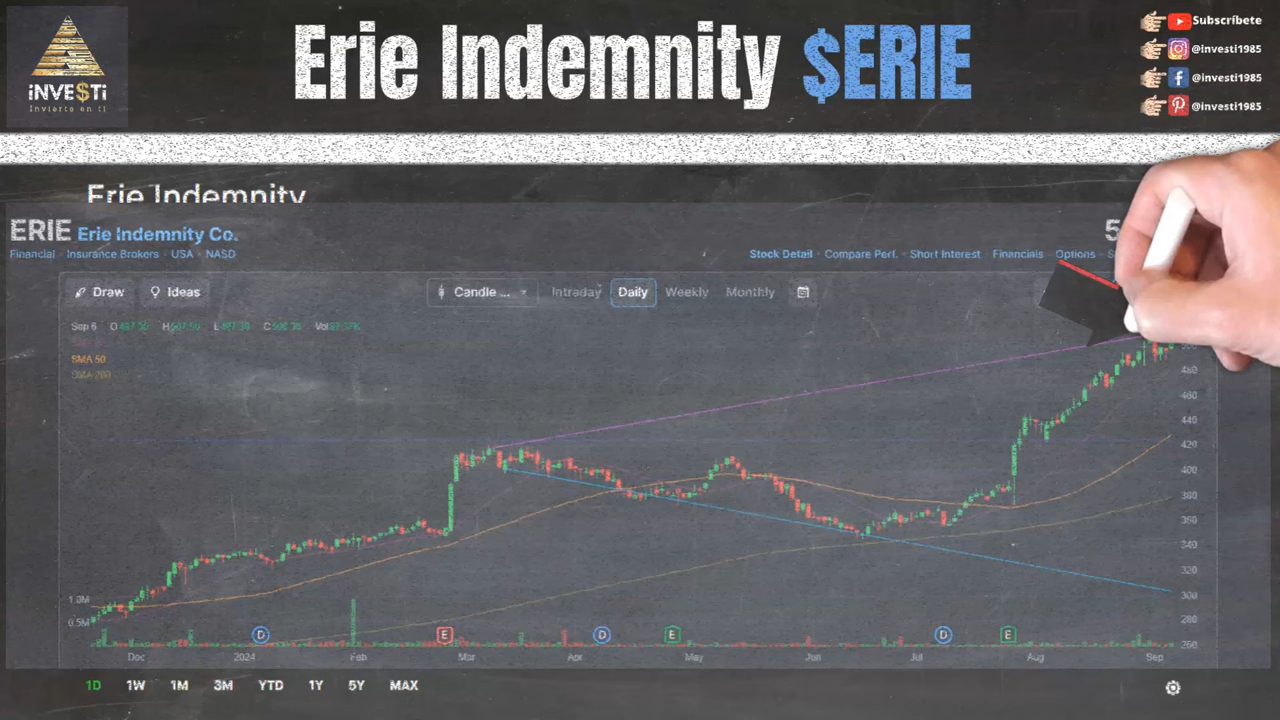 Erie Indemnity $ERIE
iNVE$Ti
Invierte en ti
Subscríbete
@investi1985
@investi1985
@investi1985
Erie Indemnity
ERIE Erie Indemnity Co.
5
Financial · Insurance Brokers · USA · NASD
Stock Detail · Compare Perf. · Short Interest · Financials · Options · S
Draw Ideas Candle ... Intraday Daily Weekly Monthly
Sep 6
SMA 50
SMA 200
480
460
440
420
400
380
360
340
320
300
280
260
1.0M
0.5M
D E D E D E
Dec 2024 Feb Mar Apr May Jun Jul Aug Sep
1D 1W 1M 3M YTD 1Y 5Y MAX